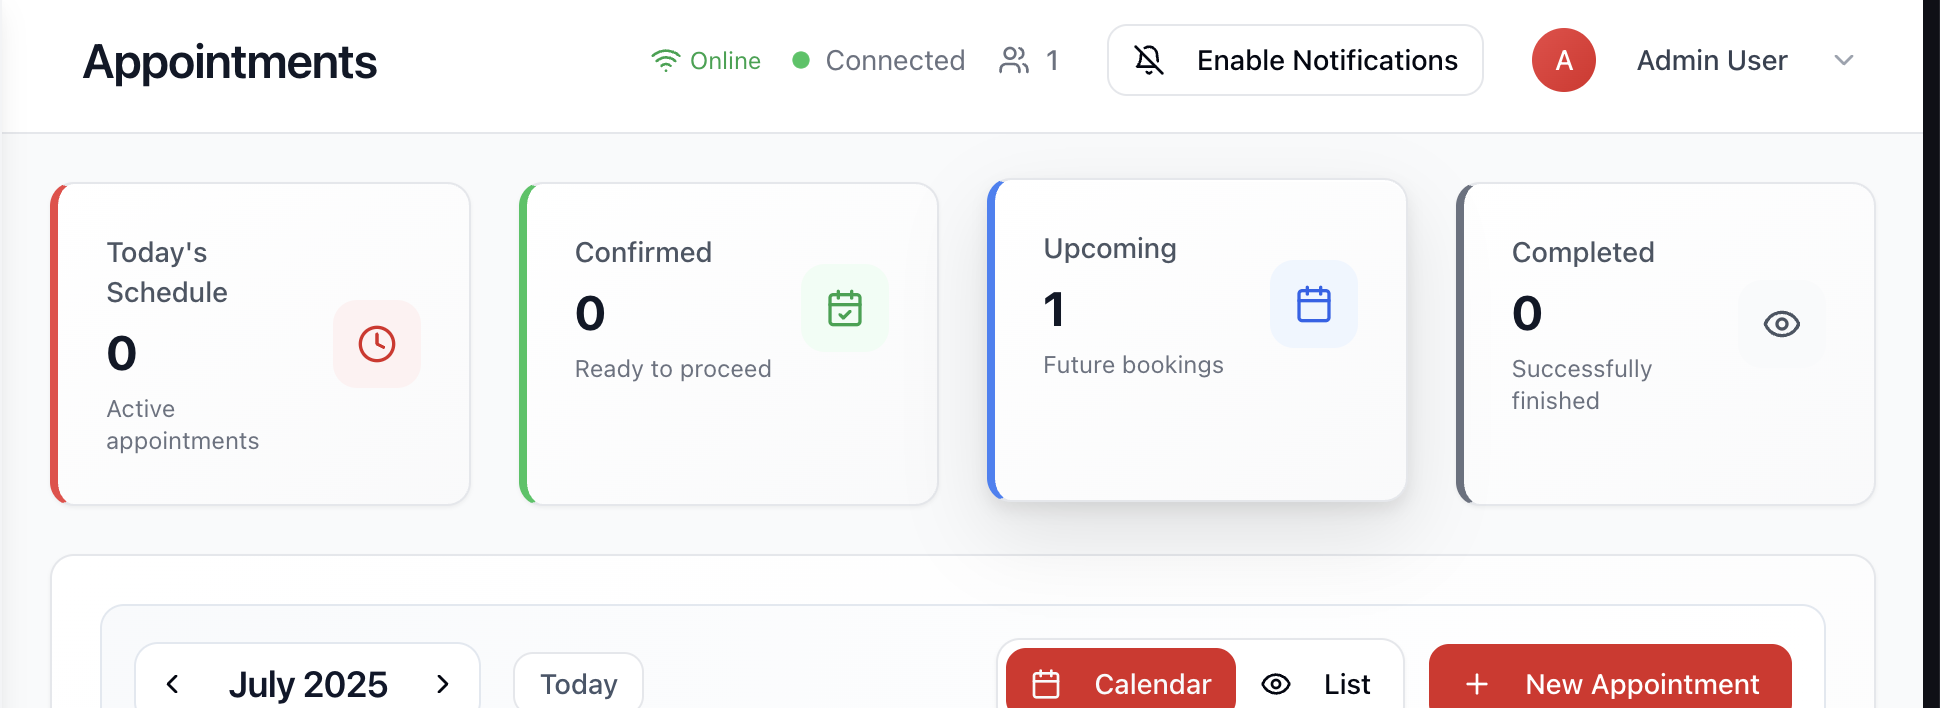 Appointments
Online
Connected
1
Enable Notifications
A
Admin User
Today's
Schedule
0
Active
appointments
Confirmed
0
Ready to proceed
Upcoming
1
Future bookings
Completed
0
Successfully
finished
July 2025
Today
Calendar
List
New Appointment